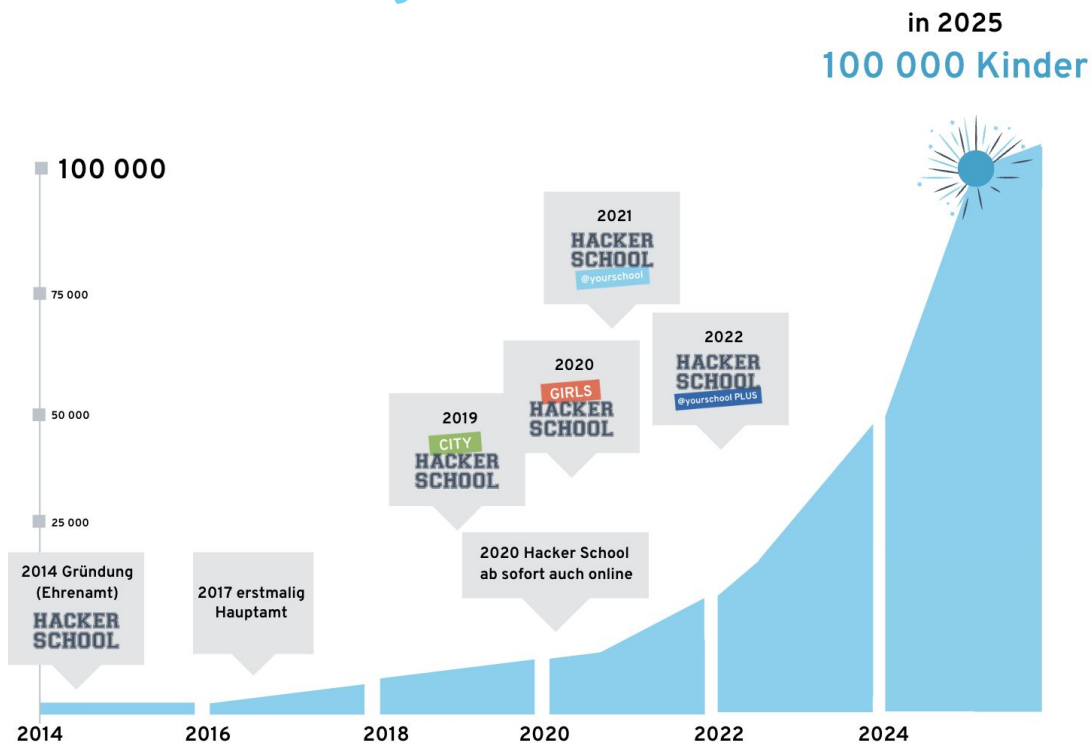 in 2025
100 000 Kinder
100 000
75 000
50 000
25 000
2014 Gründung
(Ehrenamt)
HACKER
SCHOOL
2017 erstmalig
Hauptamt
2019
CITY
HACKER
SCHOOL
2020
GIRLS
HACKER
SCHOOL
2020 Hacker School
ab sofort auch online
2021
HACKER
SCHOOL
@yourschool
2022
HACKER
SCHOOL
@yourschool PLUS
2014
2016
2018
2020
2022
2024